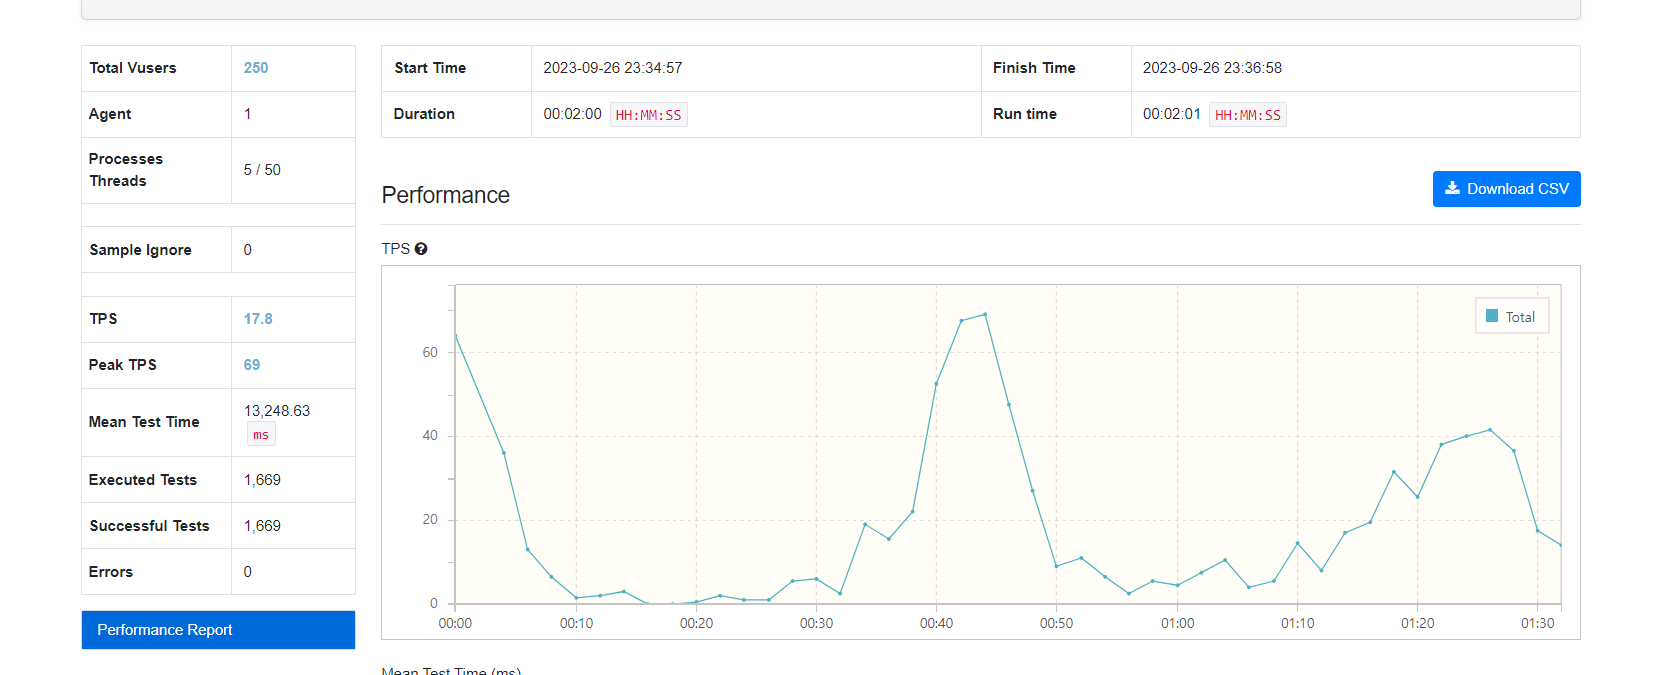 Total Vusers 250
Agent 1
Processes
Threads
5 / 50
Sample Ignore 0
TPS 17.8
Peak TPS 69
Mean Test Time 13,248.63
ms
Executed Tests 1,669
Successful Tests 1,669
Errors 0
Performance Report
Start Time 2023-09-26 23:34:57 Finish Time 2023-09-26 23:36:58
Duration 00:02:00 HH:MM:SS Run time 00:02:01 HH:MM:SS
Performance
Download CSV
TPS
Total
60
40
20
0
00:00 00:10 00:20 00:30 00:40 00:50 01:00 01:10 01:20 01:30
Mean Test Time (ms)